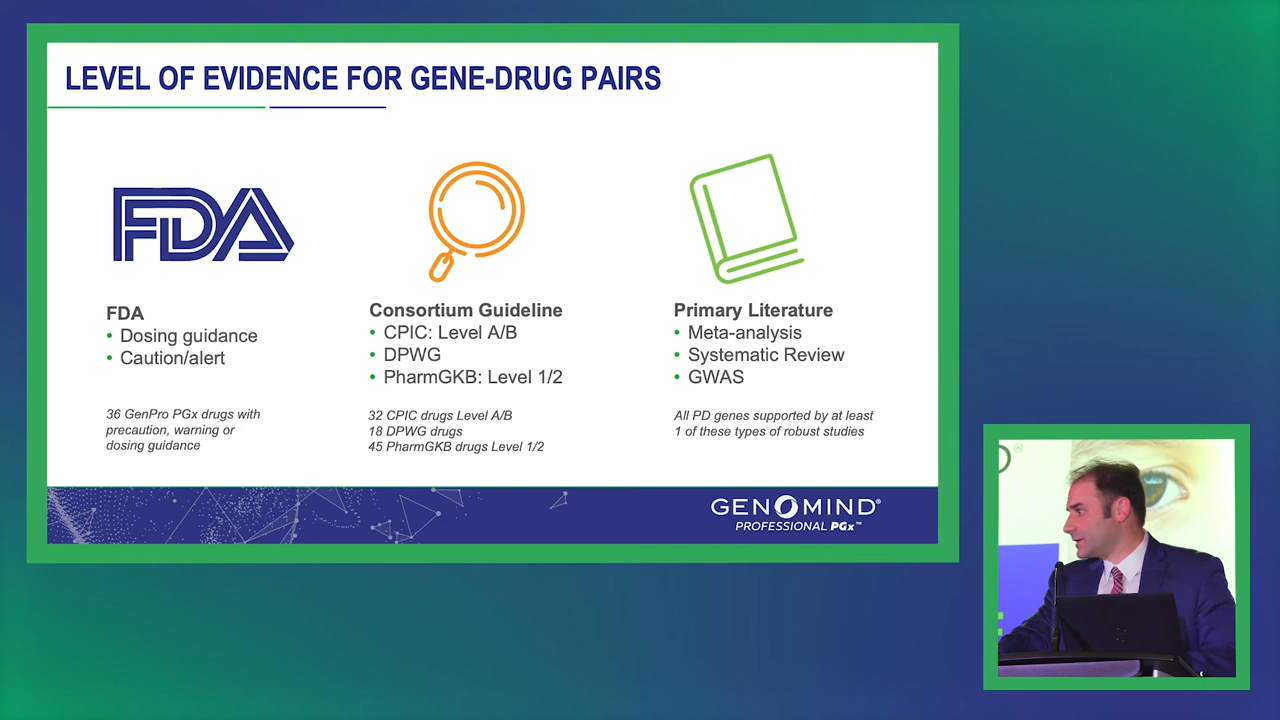 LEVEL OF EVIDENCE FOR GENE-DRUG PAIRS
FDA
FDA
• Dosing guidance
• Caution/alert
36 GenPro PGx drugs with
precaution, warning or
dosing guidance
Consortium Guideline
• CPIC: Level A/B
• DPWG
• PharmGKB: Level 1/2
32 CPIC drugs Level A/B
18 DPWG drugs
45 PharmGKB drugs Level 1/2
Primary Literature
• Meta-analysis
• Systematic Review
• GWAS
All PD genes supported by at least
1 of these types of robust studies
GENOMIND®
PROFESSIONAL PGx™